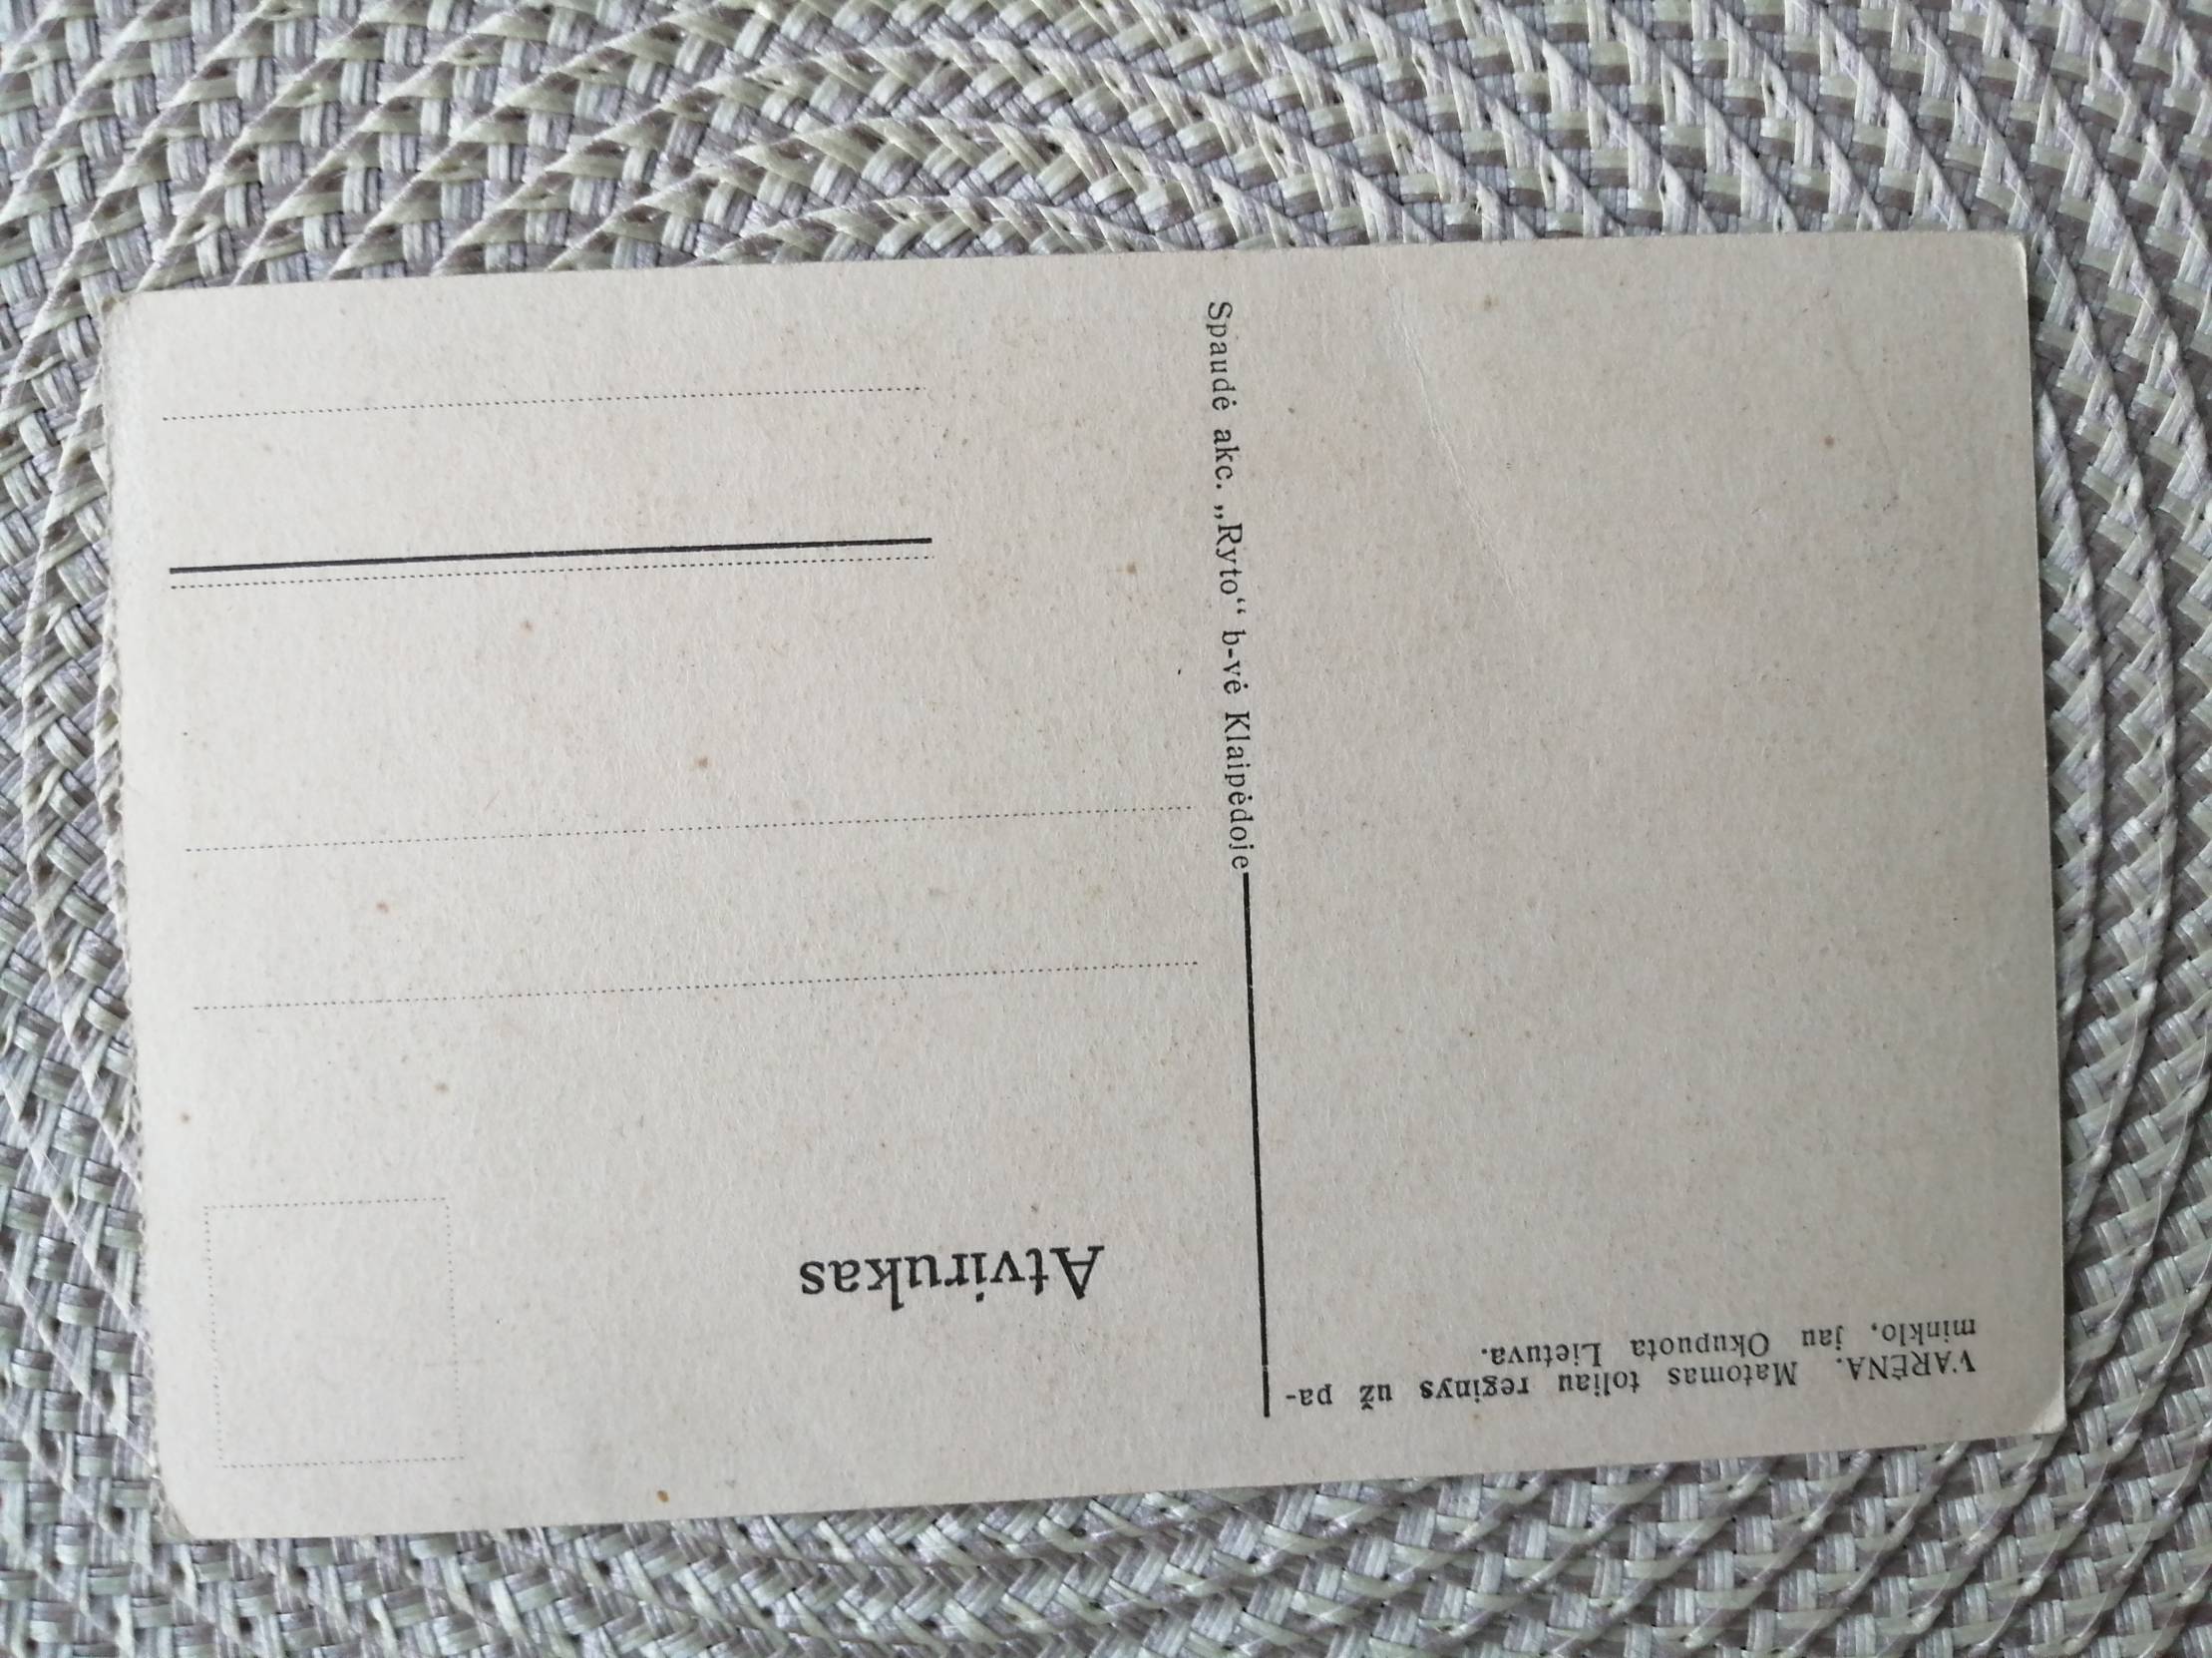 VARĖNA. Matomas toliau reginys už pa-
minklo, jau Okupuota Lietuva.
Atvirukas
Spaudė akc. „Ryto“ b-vė Klaipėdoje